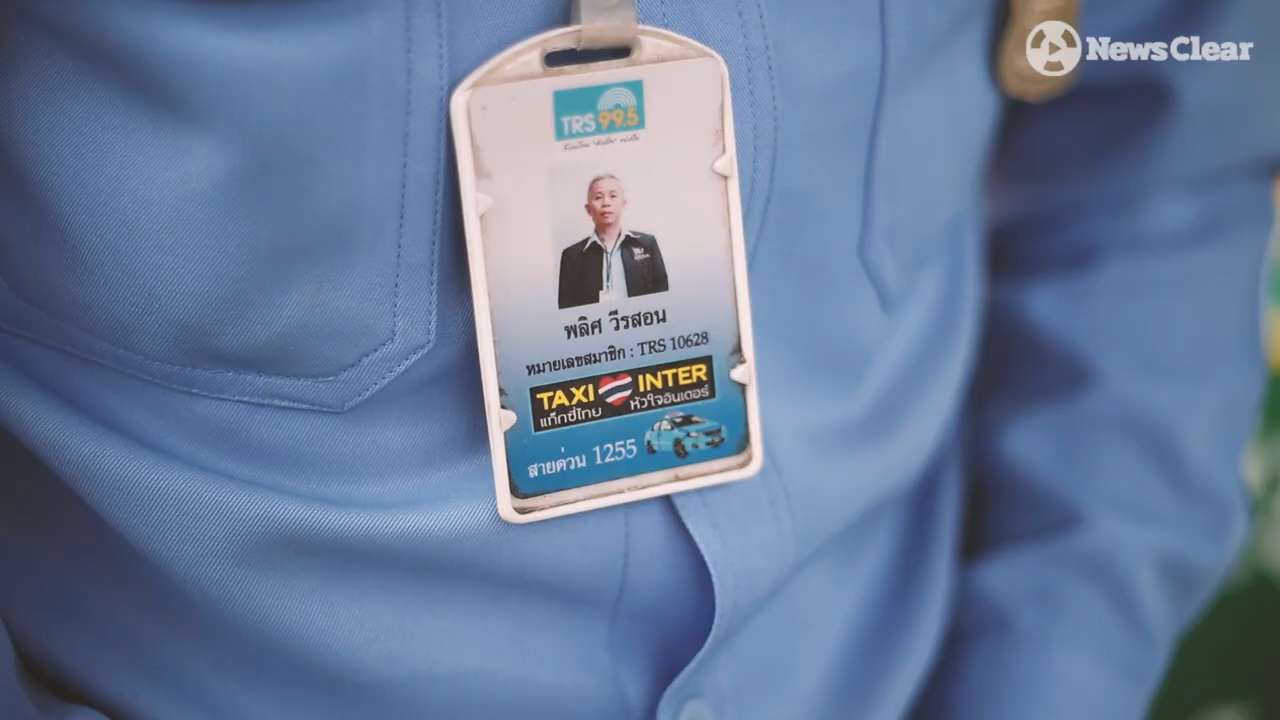 NewsClear
TRS 99.5
พลิศ วีรสอน
หมายเลขสมาชิก : TRS 10628
TAXI INTER
แท็กซี่ไทย หัวใจอินเตอร์
สายด่วน 1255